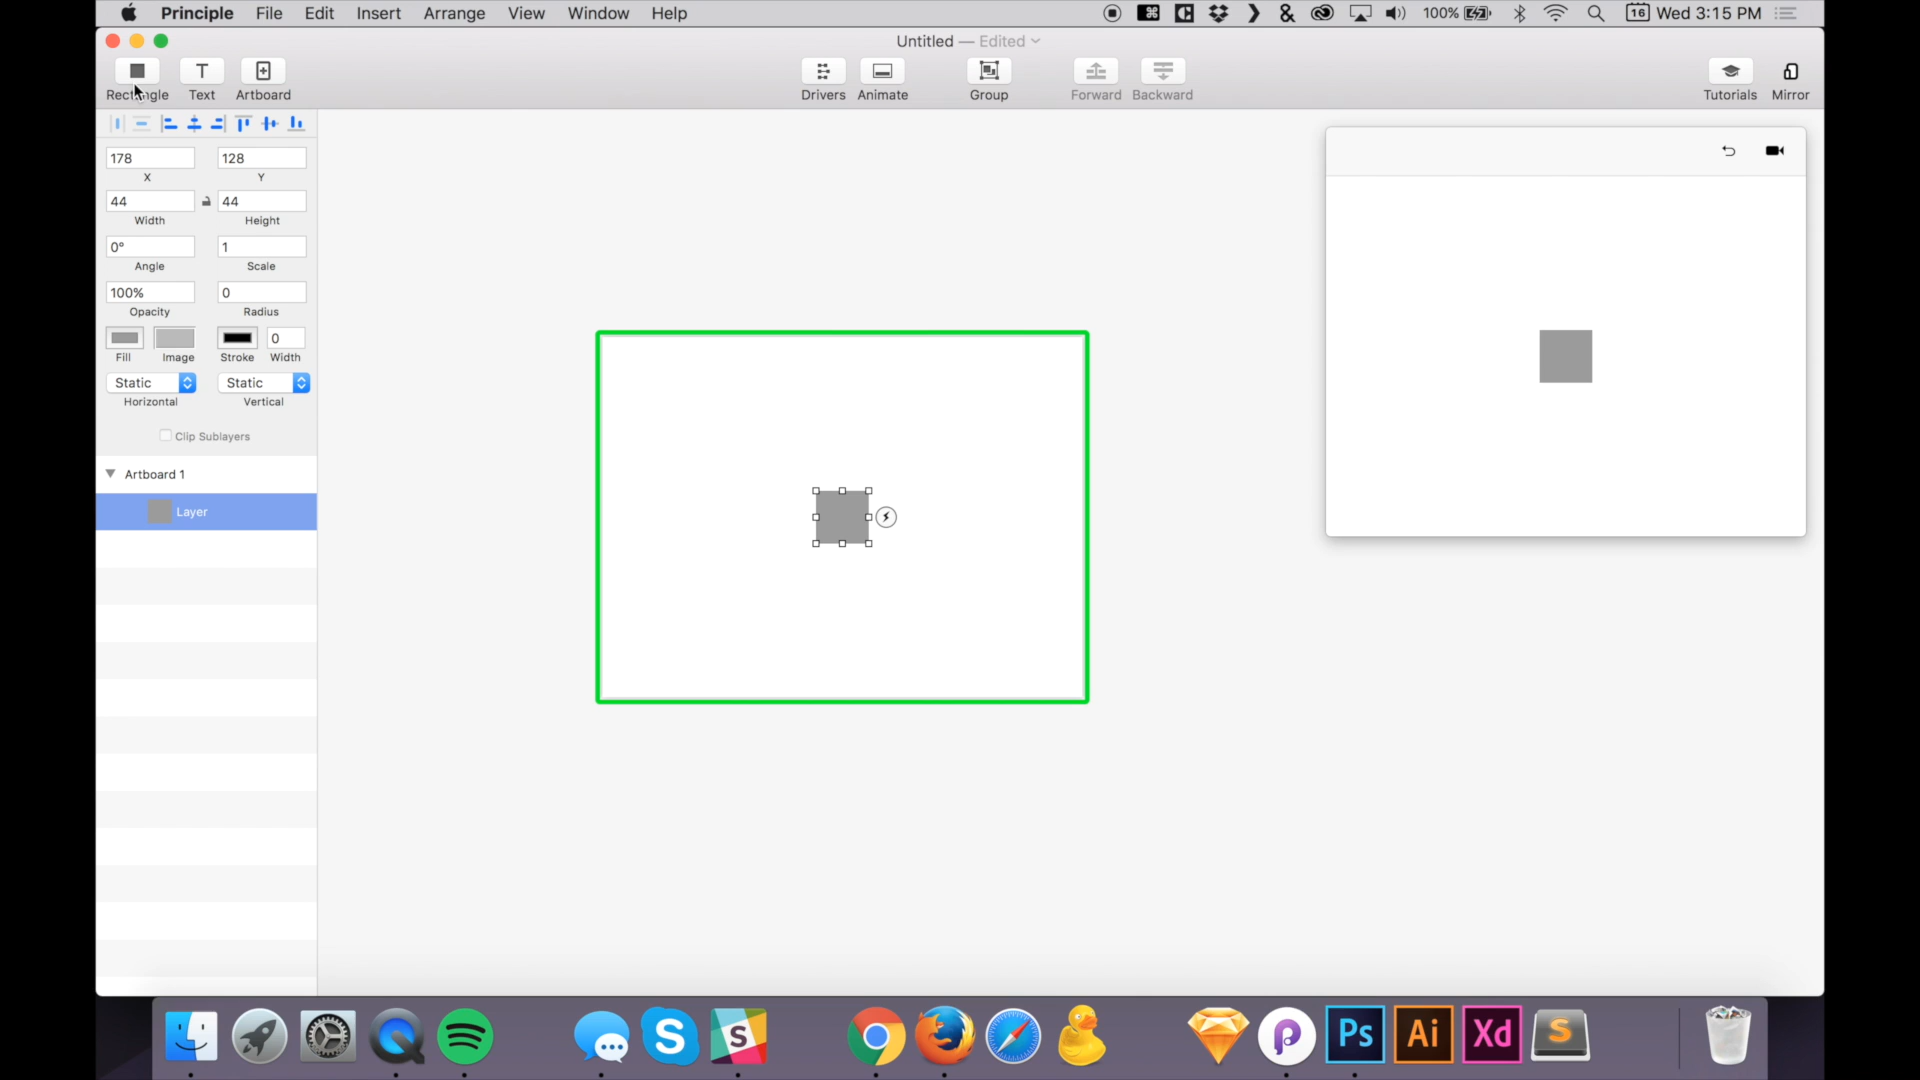 Principle File Edit Insert Arrange View Window Help 100% 16 Wed 3:15 PM
Untitled — Edited
Rectangle Text Artboard Drivers Animate Group Forward Backward Tutorials Mirror
178 128
X Y
44 44
Width Height
0° 1
Angle Scale
100% 0
Opacity Radius
0
Fill Image Stroke Width
Static Static
Horizontal Vertical
Clip Sublayers
Artboard 1
Layer
S S Ps Ai Xd S